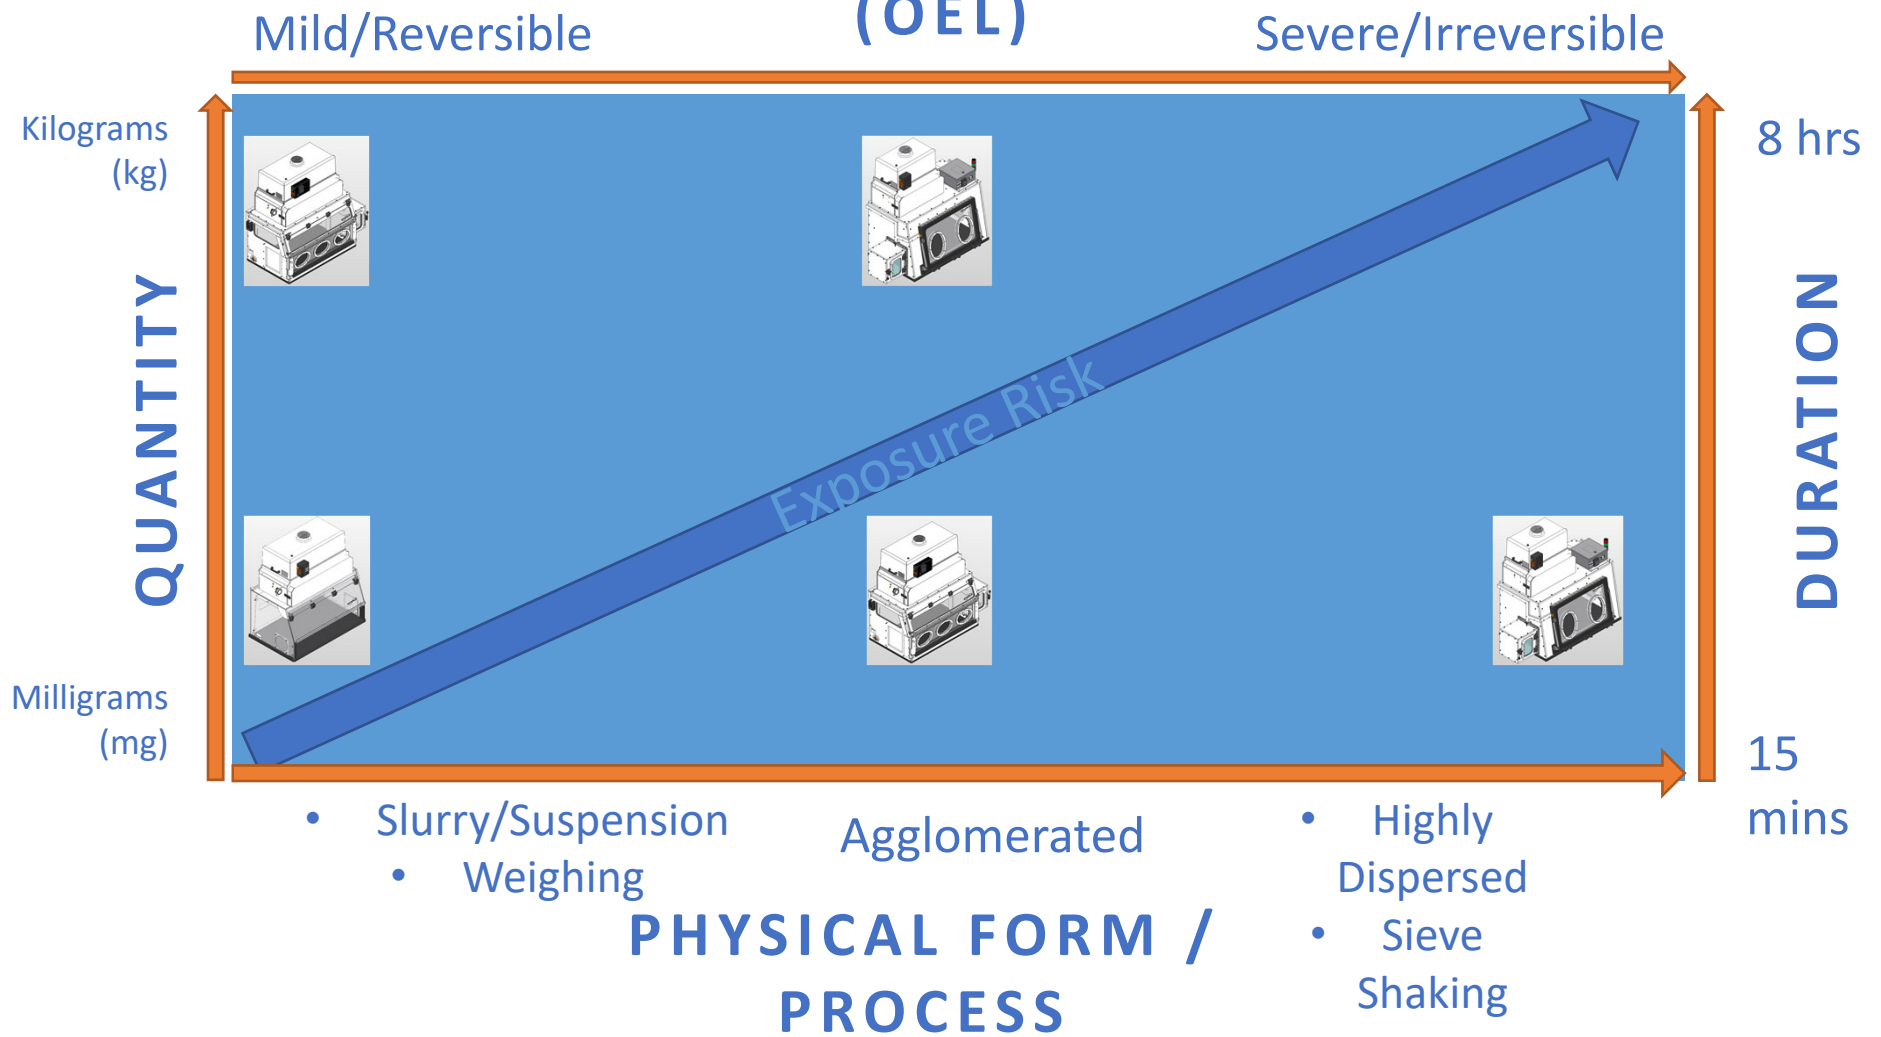 (OEL)
Mild/Reversible
Severe/Irreversible
Kilograms
(kg)
8 hrs
QUANTITY
DURATION
Exposure Risk
Milligrams
(mg)
15
mins
• Slurry/Suspension
• Weighing
Agglomerated
• Highly
Dispersed
• Sieve
Shaking
PHYSICAL FORM /
PROCESS